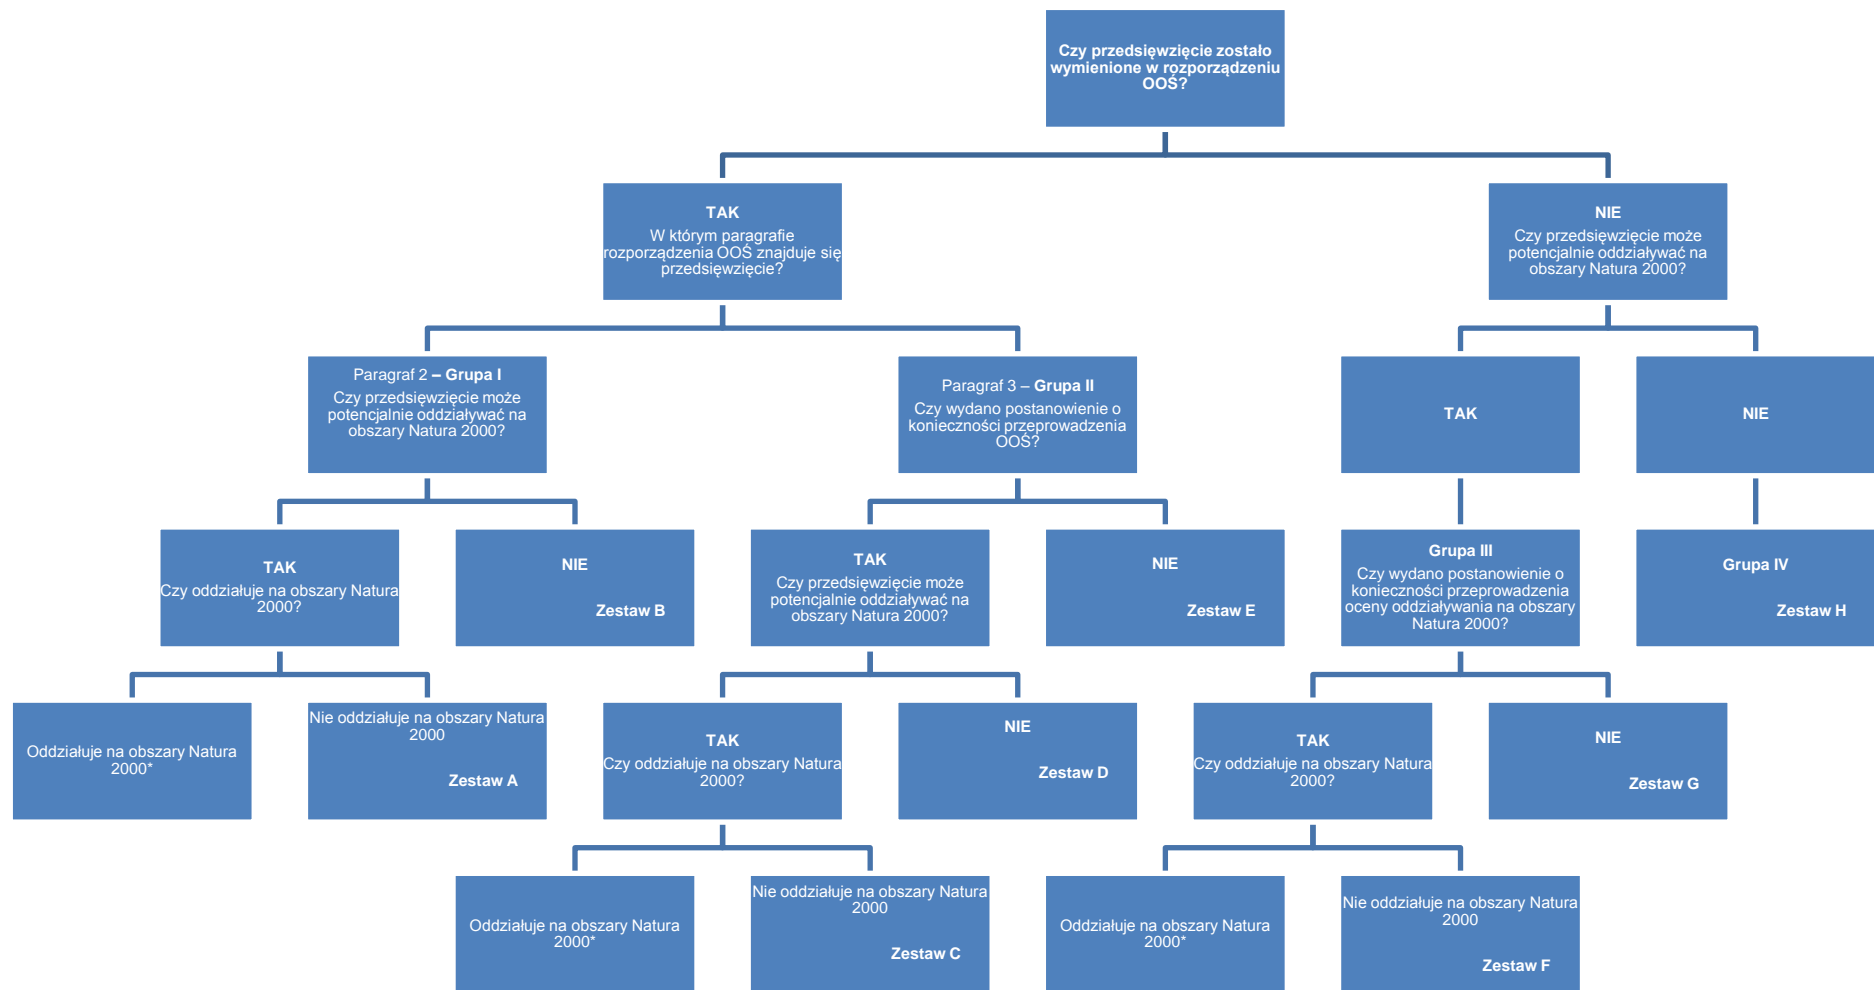 Czy przedsięwzięcie zostało
wymienione w rozporządzeniu
OOŚ?
TAK
W którym paragrafie
rozporządzenia OOŚ znajduje się
przedsięwzięcie?
NIE
Czy przedsięwzięcie może
potencjalnie oddziaływać na
obszary Natura 2000?
Paragraf 2 – Grupa I
Czy przedsięwzięcie może
potencjalnie oddziaływać na
obszary Natura 2000?
Paragraf 3 – Grupa II
Czy wydano postanowienie o
konieczności przeprowadzenia
OOŚ?
TAK
NIE
TAK
Czy oddziałuje na obszary Natura
2000?
NIE
Zestaw B
TAK
Czy przedsięwzięcie może
potencjalnie oddziaływać na
obszary Natura 2000?
NIE
Zestaw E
Grupa III
Czy wydano postanowienie o
konieczności przeprowadzenia
oceny oddziaływania na obszary
Natura 2000?
Grupa IV
Zestaw H
Oddziałuje na obszary Natura
2000*
Nie oddziałuje na obszary Natura
2000
Zestaw A
TAK
Czy oddziałuje na obszary Natura
2000?
NIE
Zestaw D
TAK
Czy oddziałuje na obszary Natura
2000?
NIE
Zestaw G
Oddziałuje na obszary Natura
2000*
Nie oddziałuje na obszary Natura
2000
Zestaw C
Oddziałuje na obszary Natura
2000*
Nie oddziałuje na obszary Natura
2000
Zestaw F